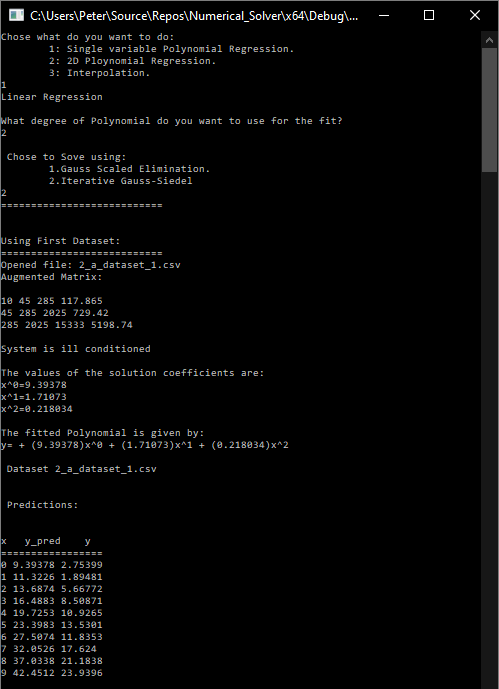 C:\Users\Peter\Source\Repos\Numerical_Solver\x64\Debug\...
Chose what do you want to do:
1: Single variable Polynomial Regression.
2: 2D Ploynomial Regression.
3: Interpolation.
1
Linear Regression
What degree of Polynomial do you want to use for the fit?
2
Chose to Sove using:
1.Gauss Scaled Elimination.
2.Iterative Gauss-Siedel
2
===========================
Using First Dataset:
===========================
Opened file: 2_a_dataset_1.csv
Augmented Matrix:
10 45 285 117.865
45 285 2025 729.42
285 2025 15333 5198.74
System is ill conditioned
The values of the solution coefficients are:
x^0=9.39378
x^1=1.71073
x^2=0.218034
The fitted Polynomial is given by:
y= + (9.39378)x^0 + (1.71073)x^1 + (0.218034)x^2
Dataset 2_a_dataset_1.csv
Predictions:
x y_pred y
=================
0 9.39378 2.75399
1 11.3226 1.89481
2 13.6874 5.66772
3 16.4883 8.50871
4 19.7253 10.9265
5 23.3983 13.5301
6 27.5074 11.8353
7 32.0526 17.624
8 37.0338 21.1838
9 42.4512 23.9396